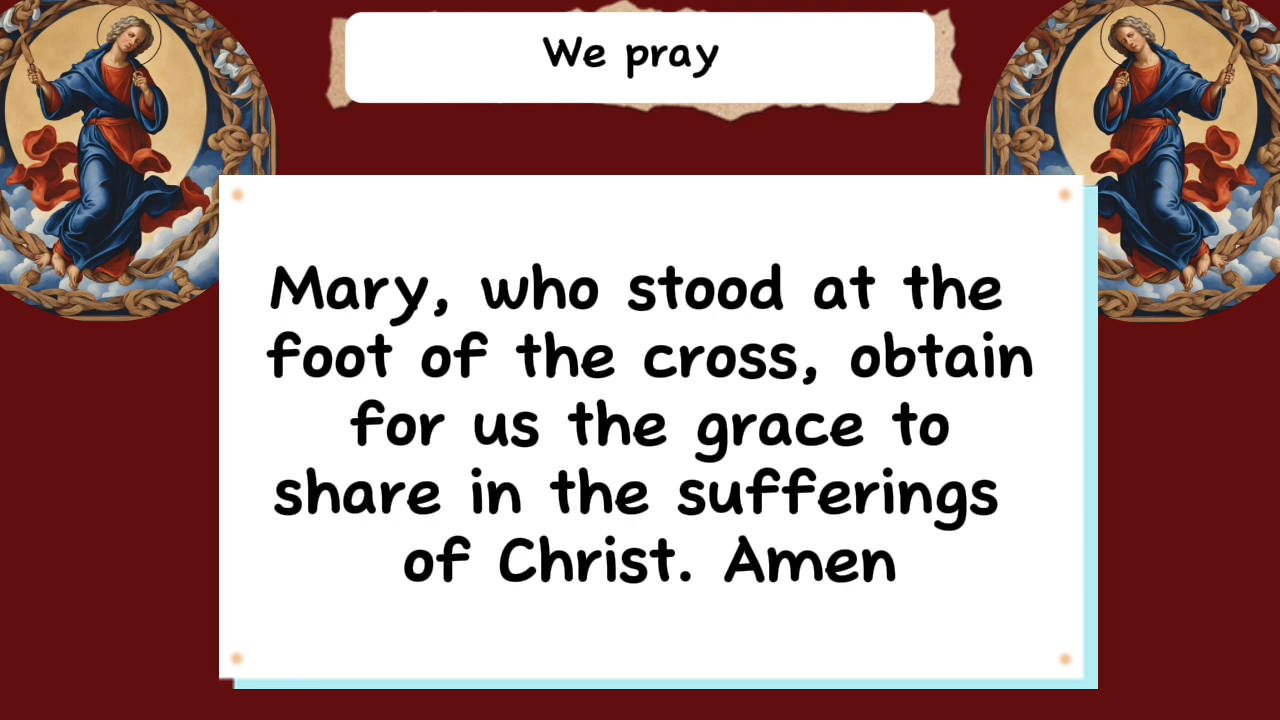 We pray
Mary, who stood at the
foot of the cross, obtain
for us the grace to
share in the sufferings
of Christ. Amen